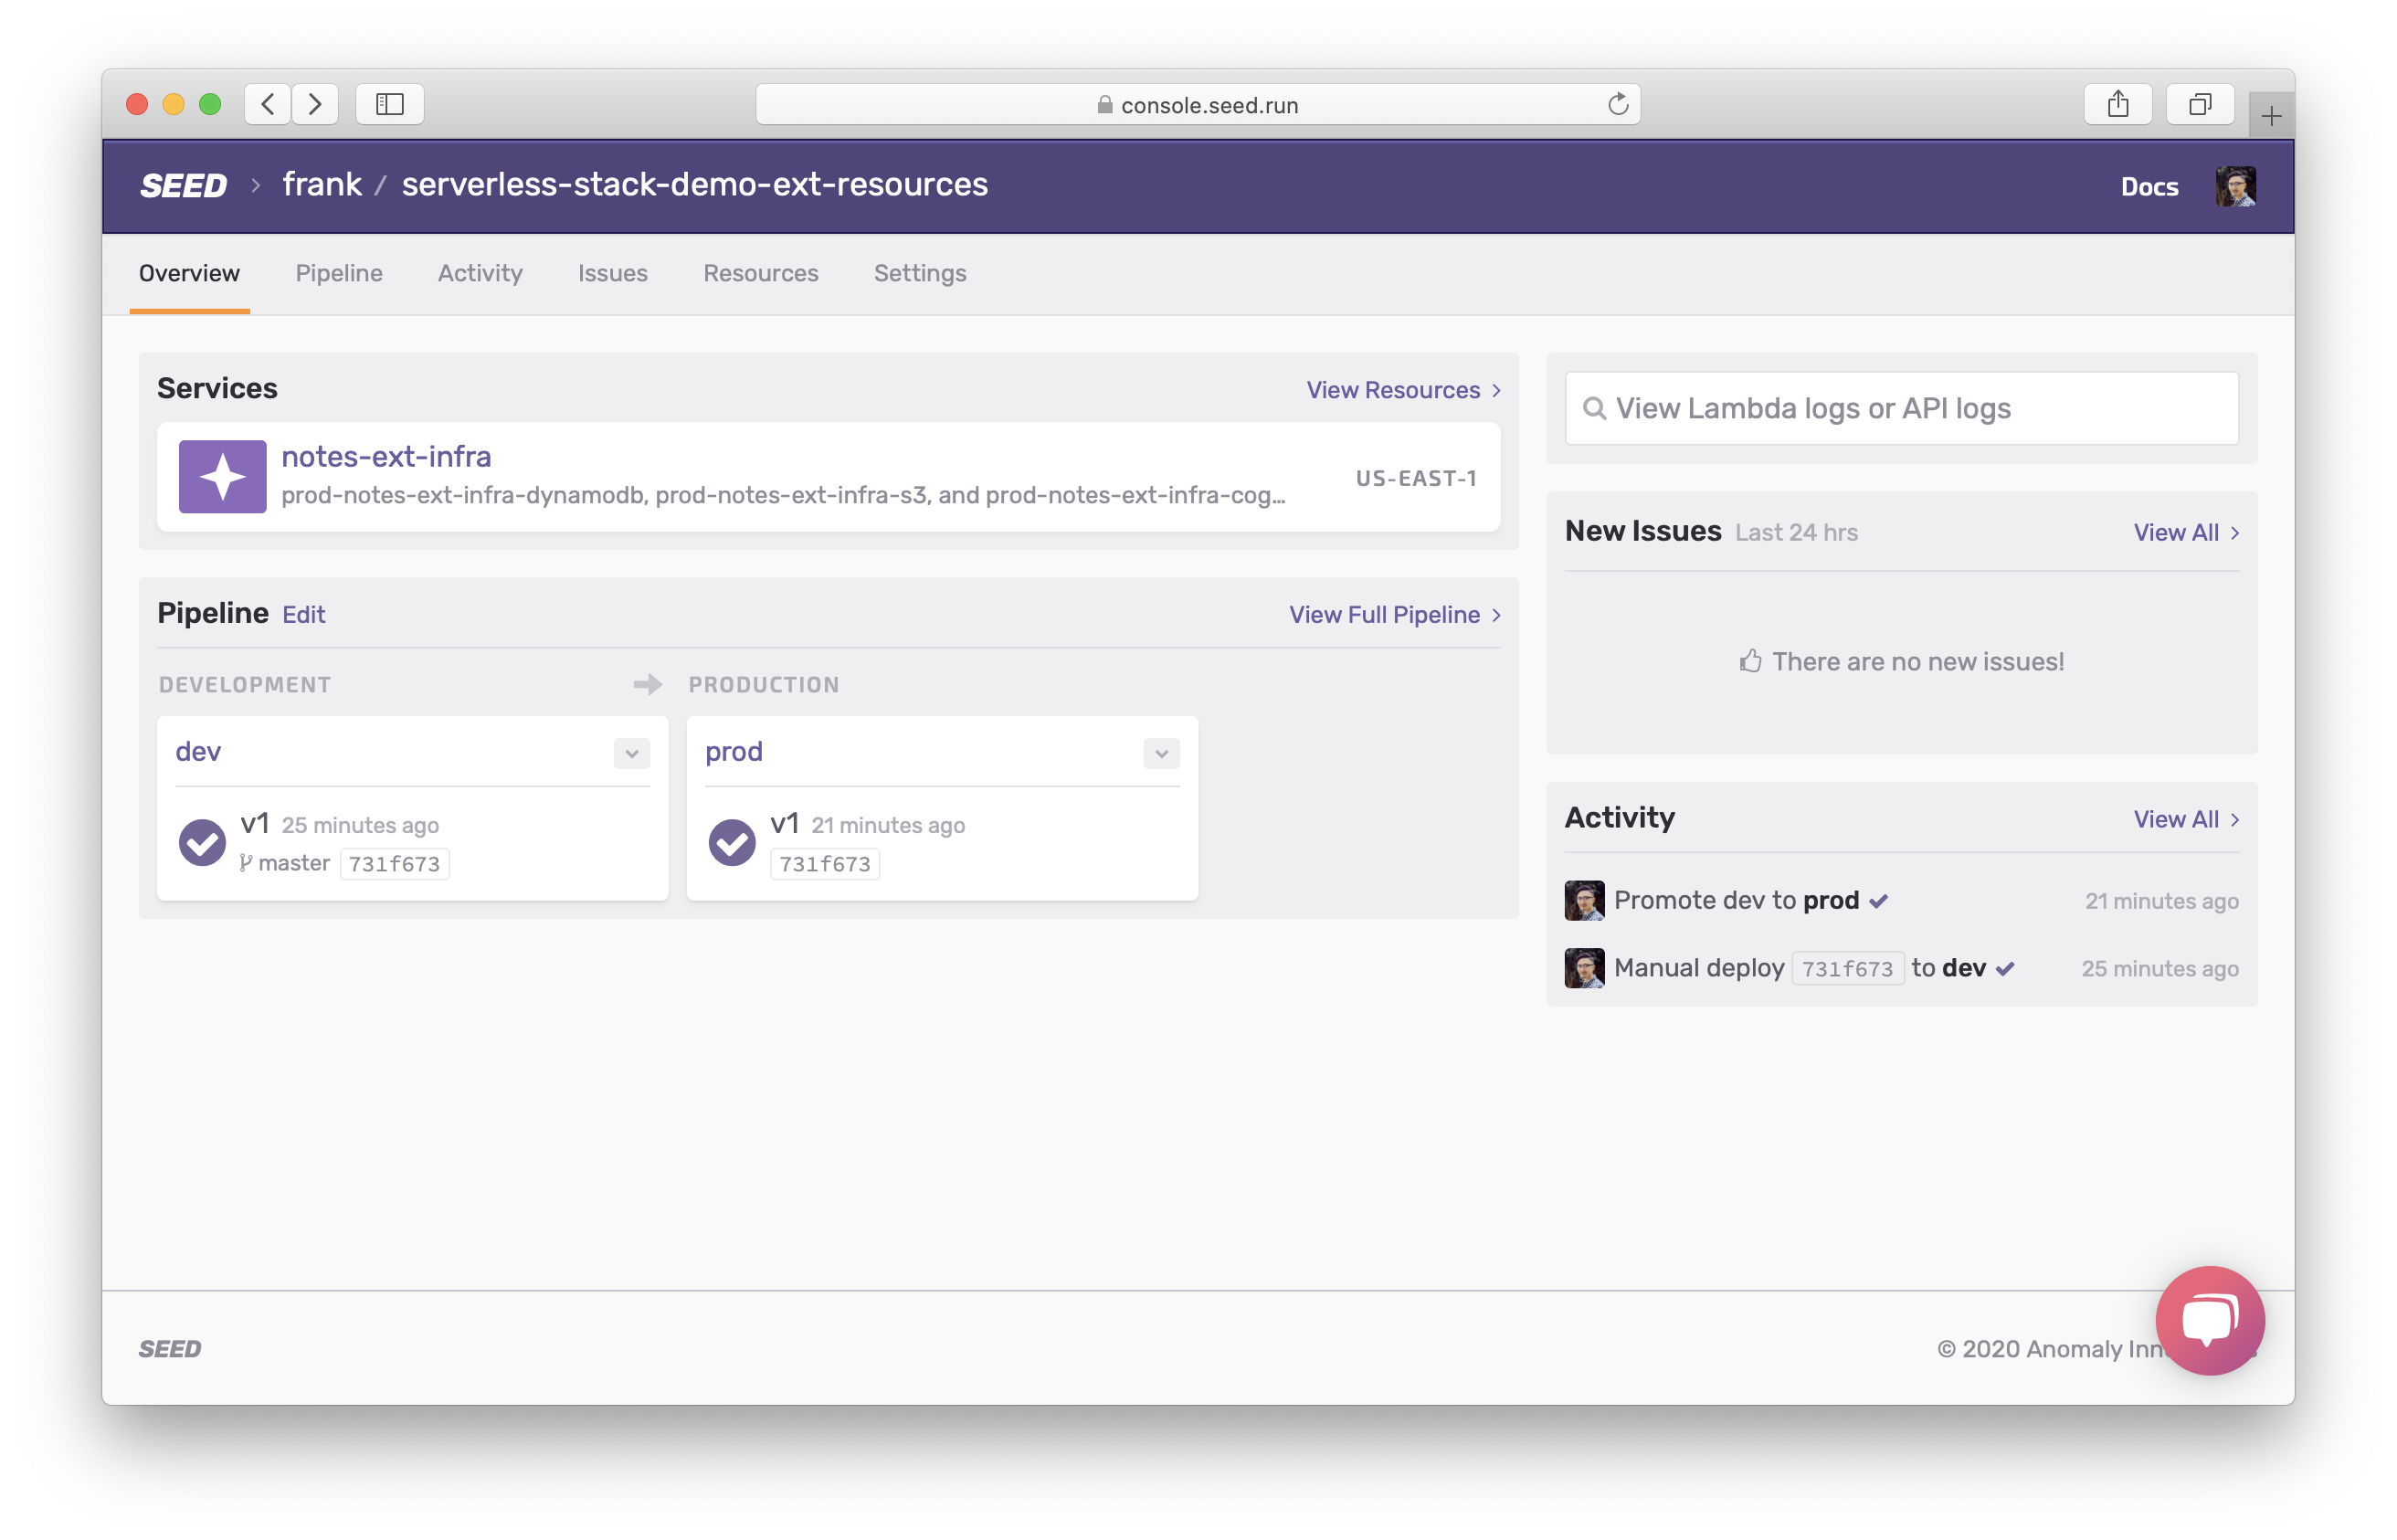 console.seed.run
SEED > frank / serverless-stack-demo-ext-resources
Docs
Overview Pipeline Activity Issues Resources Settings
Services
View Resources >
notes-ext-infra
prod-notes-ext-infra-dynamodb, prod-notes-ext-infra-s3, and prod-notes-ext-infra-cog...
US-EAST-1
Pipeline Edit
View Full Pipeline >
DEVELOPMENT
PRODUCTION
dev
v1 25 minutes ago
master 731f673
prod
v1 21 minutes ago
731f673
View Lambda logs or API logs
New Issues Last 24 hrs
View All >
There are no new issues!
Activity
View All >
Promote dev to prod
21 minutes ago
Manual deploy 731f673 to dev
25 minutes ago
SEED
© 2020 Anomaly